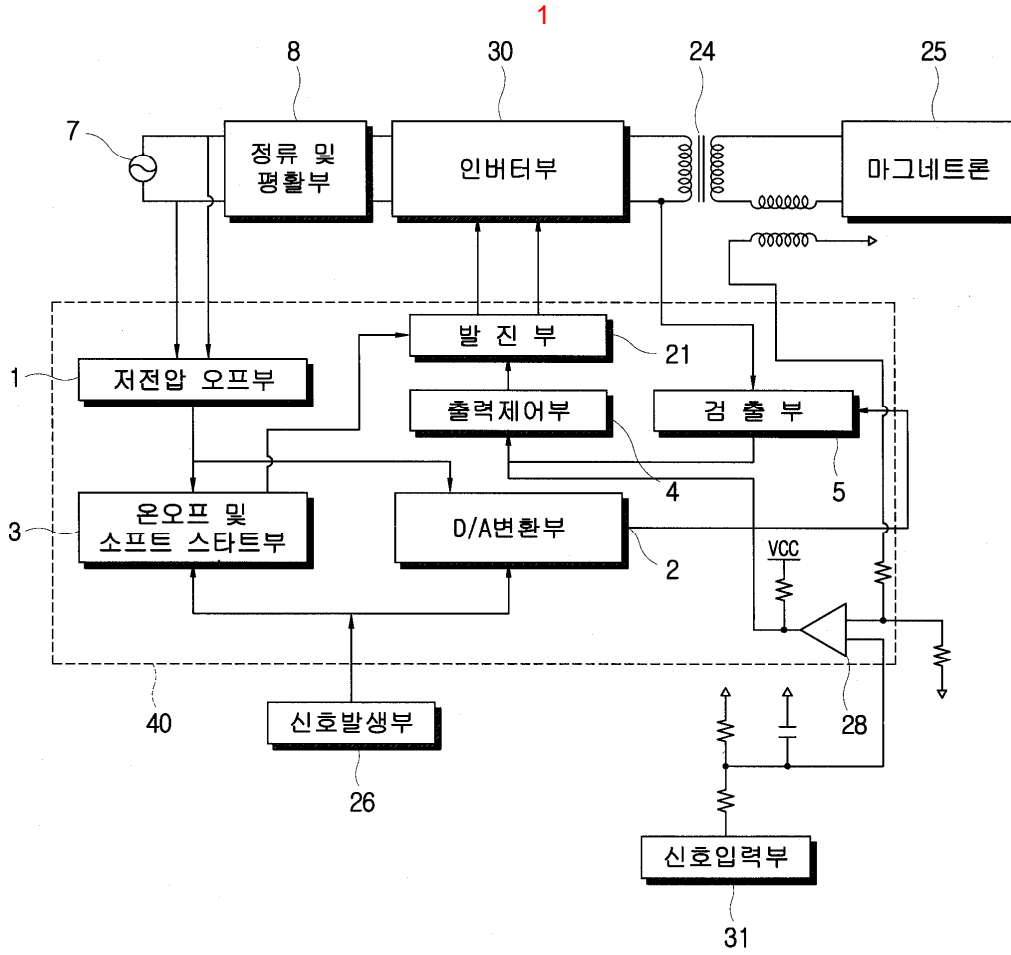 1
8
30
24
25
7
정류 및
평활부
인버터부
마그네트론
발 진 부
21
1
저전압 오프부
출력제어부
4
검 출 부
5
3
온오프 및
소프트 스타트부
D/A변환부
2
VCC
28
40
신호발생부
26
신호입력부
31